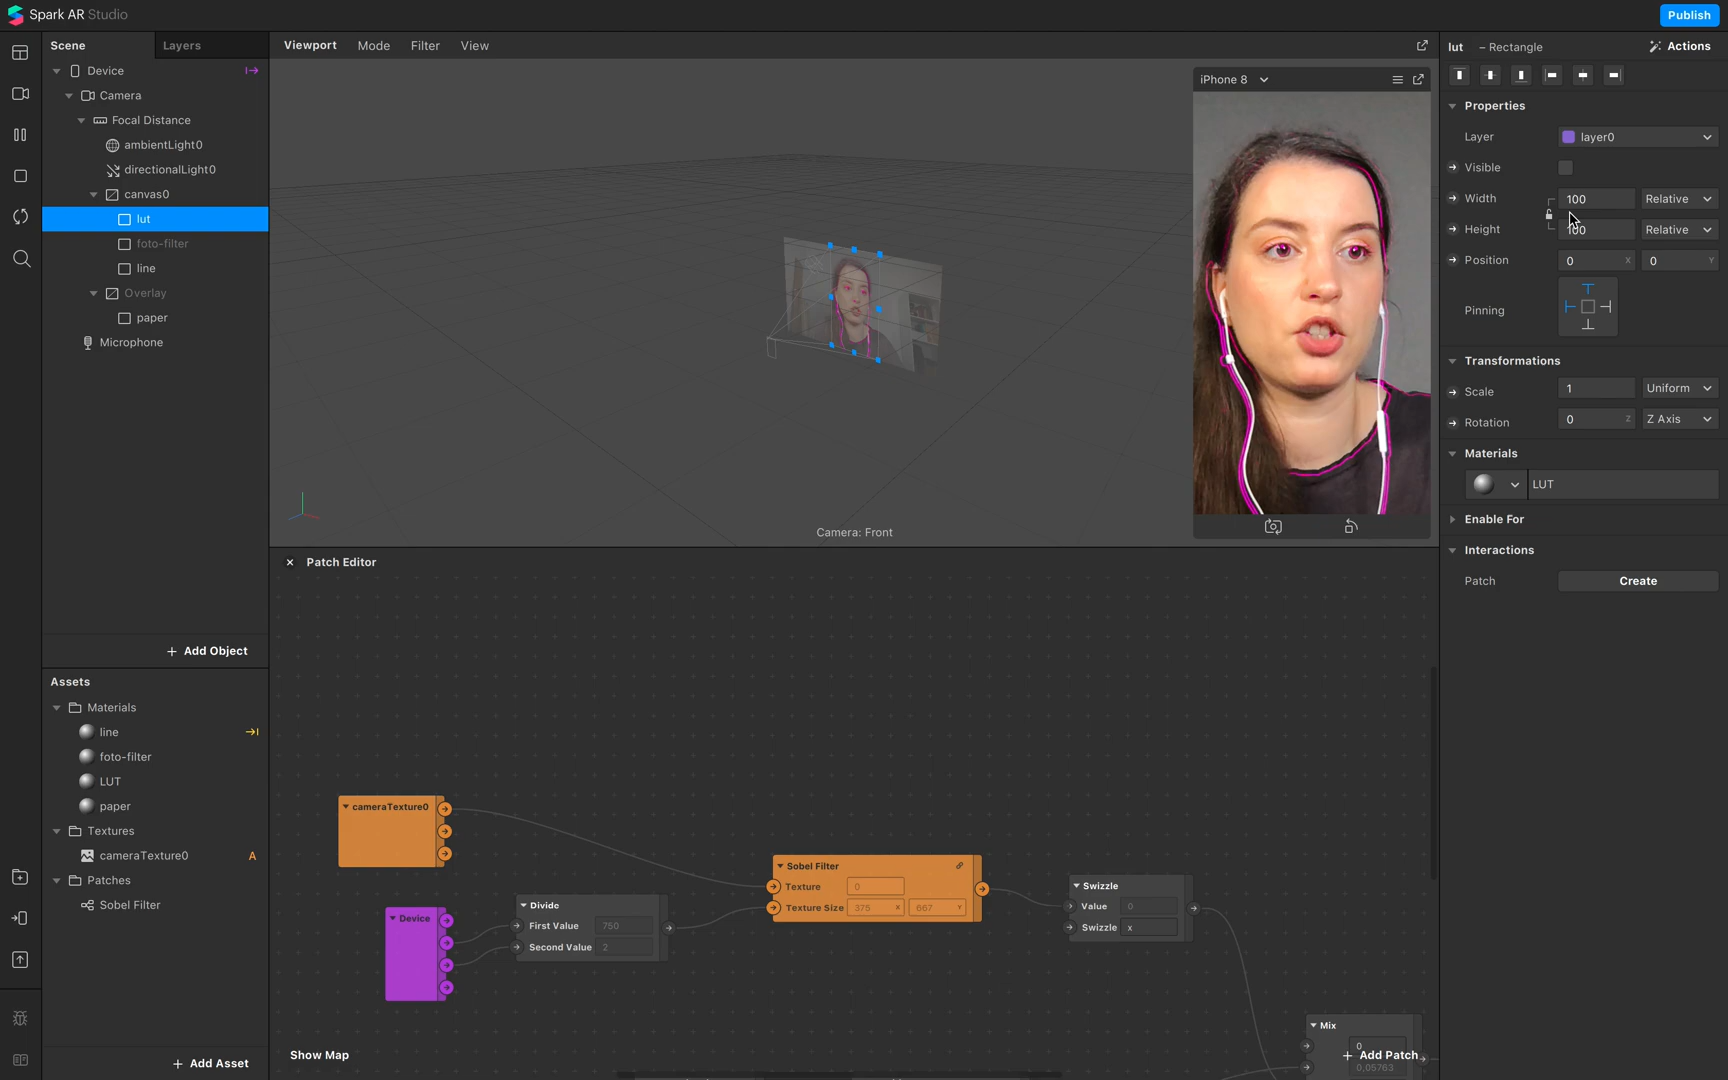 Spark AR Studio
Publish
Scene
Layers
Device
Camera
Focal Distance
ambientLight0
directionalLight0
canvas0
lut
foto-filter
line
Overlay
paper
Microphone
+ Add Object
Assets
Materials
line
foto-filter
LUT
paper
Textures
cameraTexture0 A
Patches
Sobel Filter
+ Add Asset
Viewport Mode Filter View
iPhone 8
Camera: Front
Patch Editor
cameraTexture0
Device
Divide
First Value 750
Second Value 2
Sobel Filter
Texture 0
Texture Size 375 X 667 Y
Swizzle
Value 0
Swizzle x
Mix
0
0,05763
Show Map
+ Add Patch
lut – Rectangle
Actions
Properties
Layer layer0
Visible
Width 100 Relative
Height 100 Relative
Position 0 X 0 Y
Pinning
Transformations
Scale 1 Uniform
Rotation 0 Z Z Axis
Materials
LUT
Enable For
Interactions
Patch Create